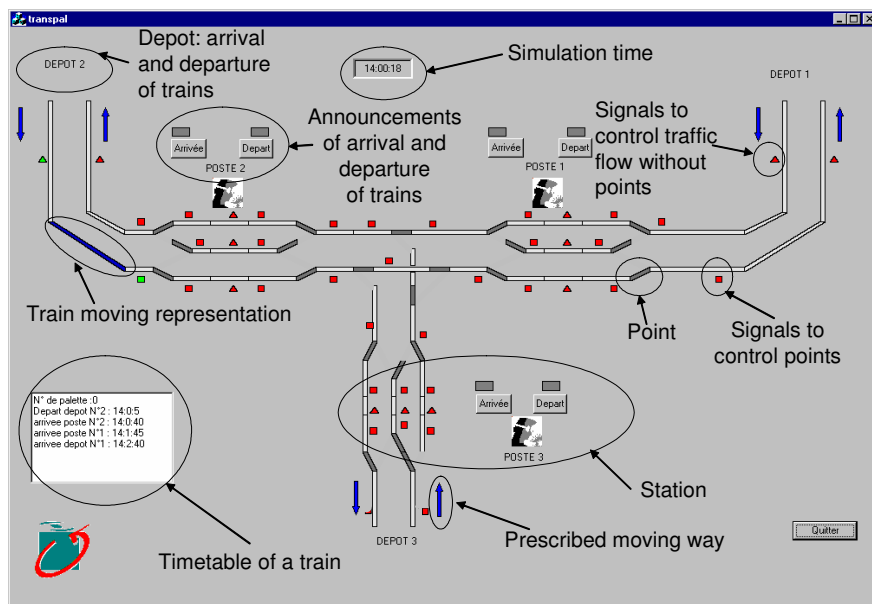 transpal
Depot: arrival
and departure
of trains
DEPOT 2
14:00:18
Simulation time
DEPOT 1
Signals to
control traffic
flow without
points
Announcements
of arrival and
departure
of trains
Arrivée
Depart
POSTE 2
Arrivée
Depart
POSTE 1
Train moving representation
Point
Signals to
control points
N° de palette :0
Départ depot N°2 : 14:0:5
arrivee poste N°2 : 14:0:40
arrivee poste N°1 : 14:1:45
arrivee depot N°1 : 14:2:40
Arrivée
Depart
POSTE 3
Station
Prescribed moving way
Quitter
DEPOT 3
Timetable of a train